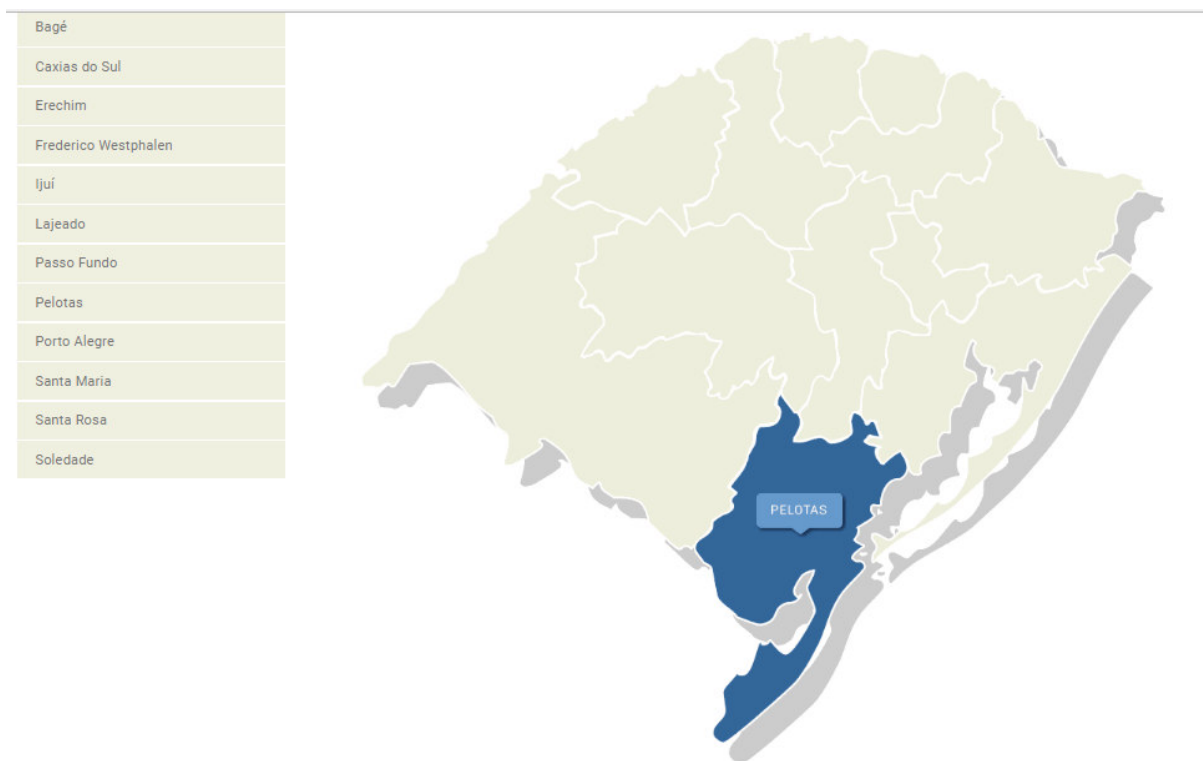 Bagé
Caxias do Sul
Erechim
Frederico Westphalen
Ijuí
Lajeado
Passo Fundo
Pelotas
Porto Alegre
Santa Maria
Santa Rosa
Soledade
PELOTAS